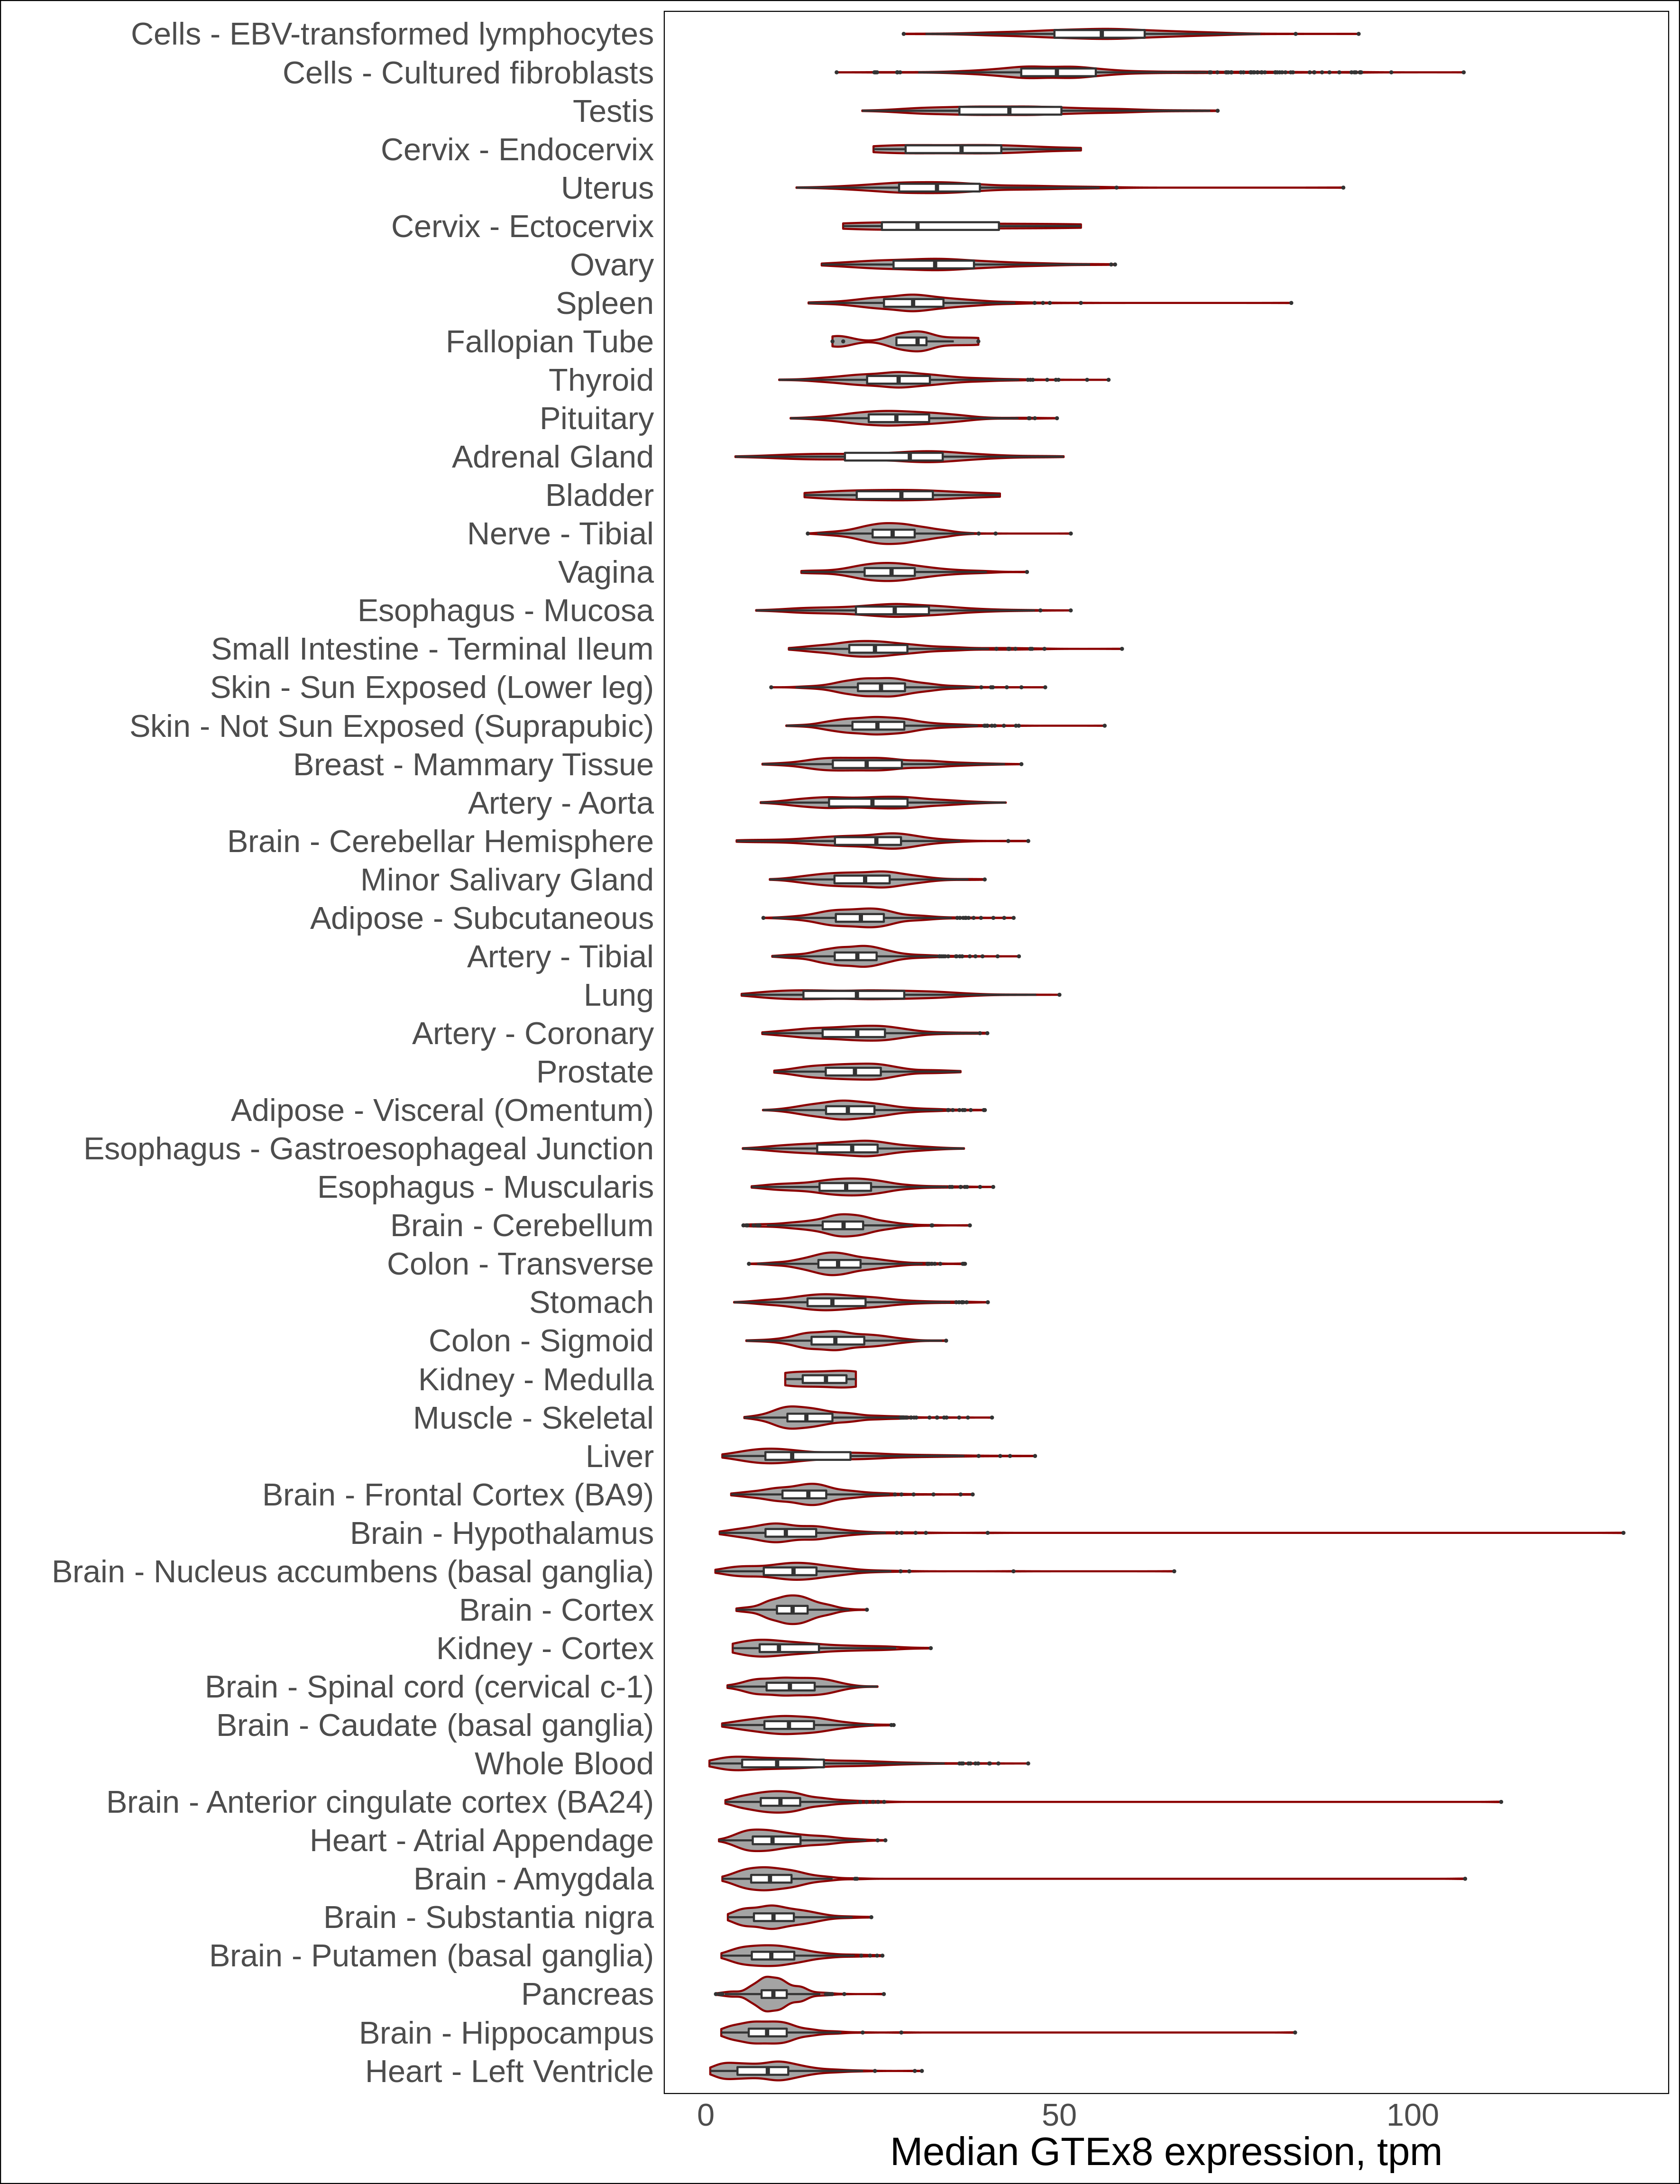 Cells - EBV-transformed lymphocytes
Cells - Cultured fibroblasts
Testis
Cervix - Endocervix
Uterus
Cervix - Ectocervix
Ovary
Spleen
Fallopian Tube
Thyroid
Pituitary
Adrenal Gland
Bladder
Nerve - Tibial
Vagina
Esophagus - Mucosa
Small Intestine - Terminal Ileum
Skin - Sun Exposed (Lower leg)
Skin - Not Sun Exposed (Suprapubic)
Breast - Mammary Tissue
Artery - Aorta
Brain - Cerebellar Hemisphere
Minor Salivary Gland
Adipose - Subcutaneous
Artery - Tibial
Lung
Artery - Coronary
Prostate
Adipose - Visceral (Omentum)
Esophagus - Gastroesophageal Junction
Esophagus - Muscularis
Brain - Cerebellum
Colon - Transverse
Stomach
Colon - Sigmoid
Kidney - Medulla
Muscle - Skeletal
Liver
Brain - Frontal Cortex (BA9)
Brain - Hypothalamus
Brain - Nucleus accumbens (basal ganglia)
Brain - Cortex
Kidney - Cortex
Brain - Spinal cord (cervical c-1)
Brain - Caudate (basal ganglia)
Whole Blood
Brain - Anterior cingulate cortex (BA24)
Heart - Atrial Appendage
Brain - Amygdala
Brain - Substantia nigra
Brain - Putamen (basal ganglia)
Pancreas
Brain - Hippocampus
Heart - Left Ventricle
0 50 100
Median GTEx8 expression, tpm